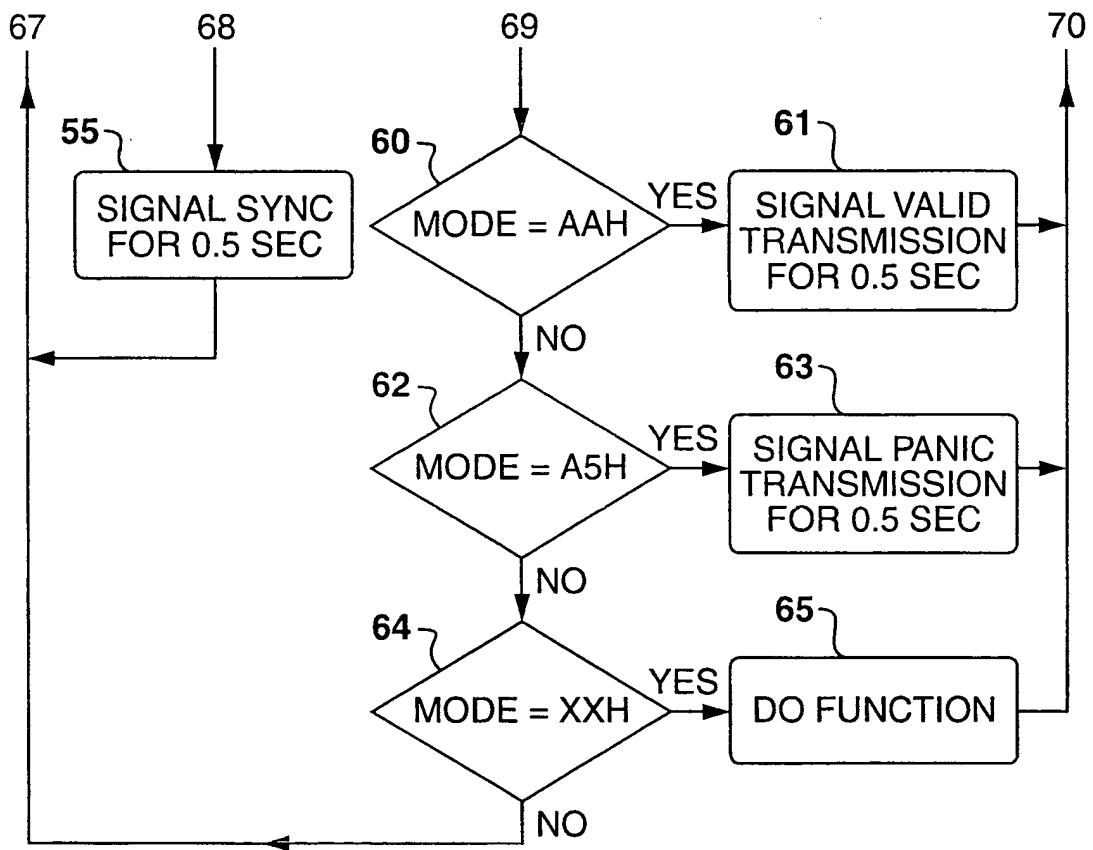 67
68
69
70
55
SIGNAL SYNC
FOR 0.5 SEC
60
MODE = AAH
YES
61
SIGNAL VALID
TRANSMISSION
FOR 0.5 SEC
NO
62
MODE = A5H
YES
63
SIGNAL PANIC
TRANSMISSION
FOR 0.5 SEC
NO
64
MODE = XXH
YES
65
DO FUNCTION
NO